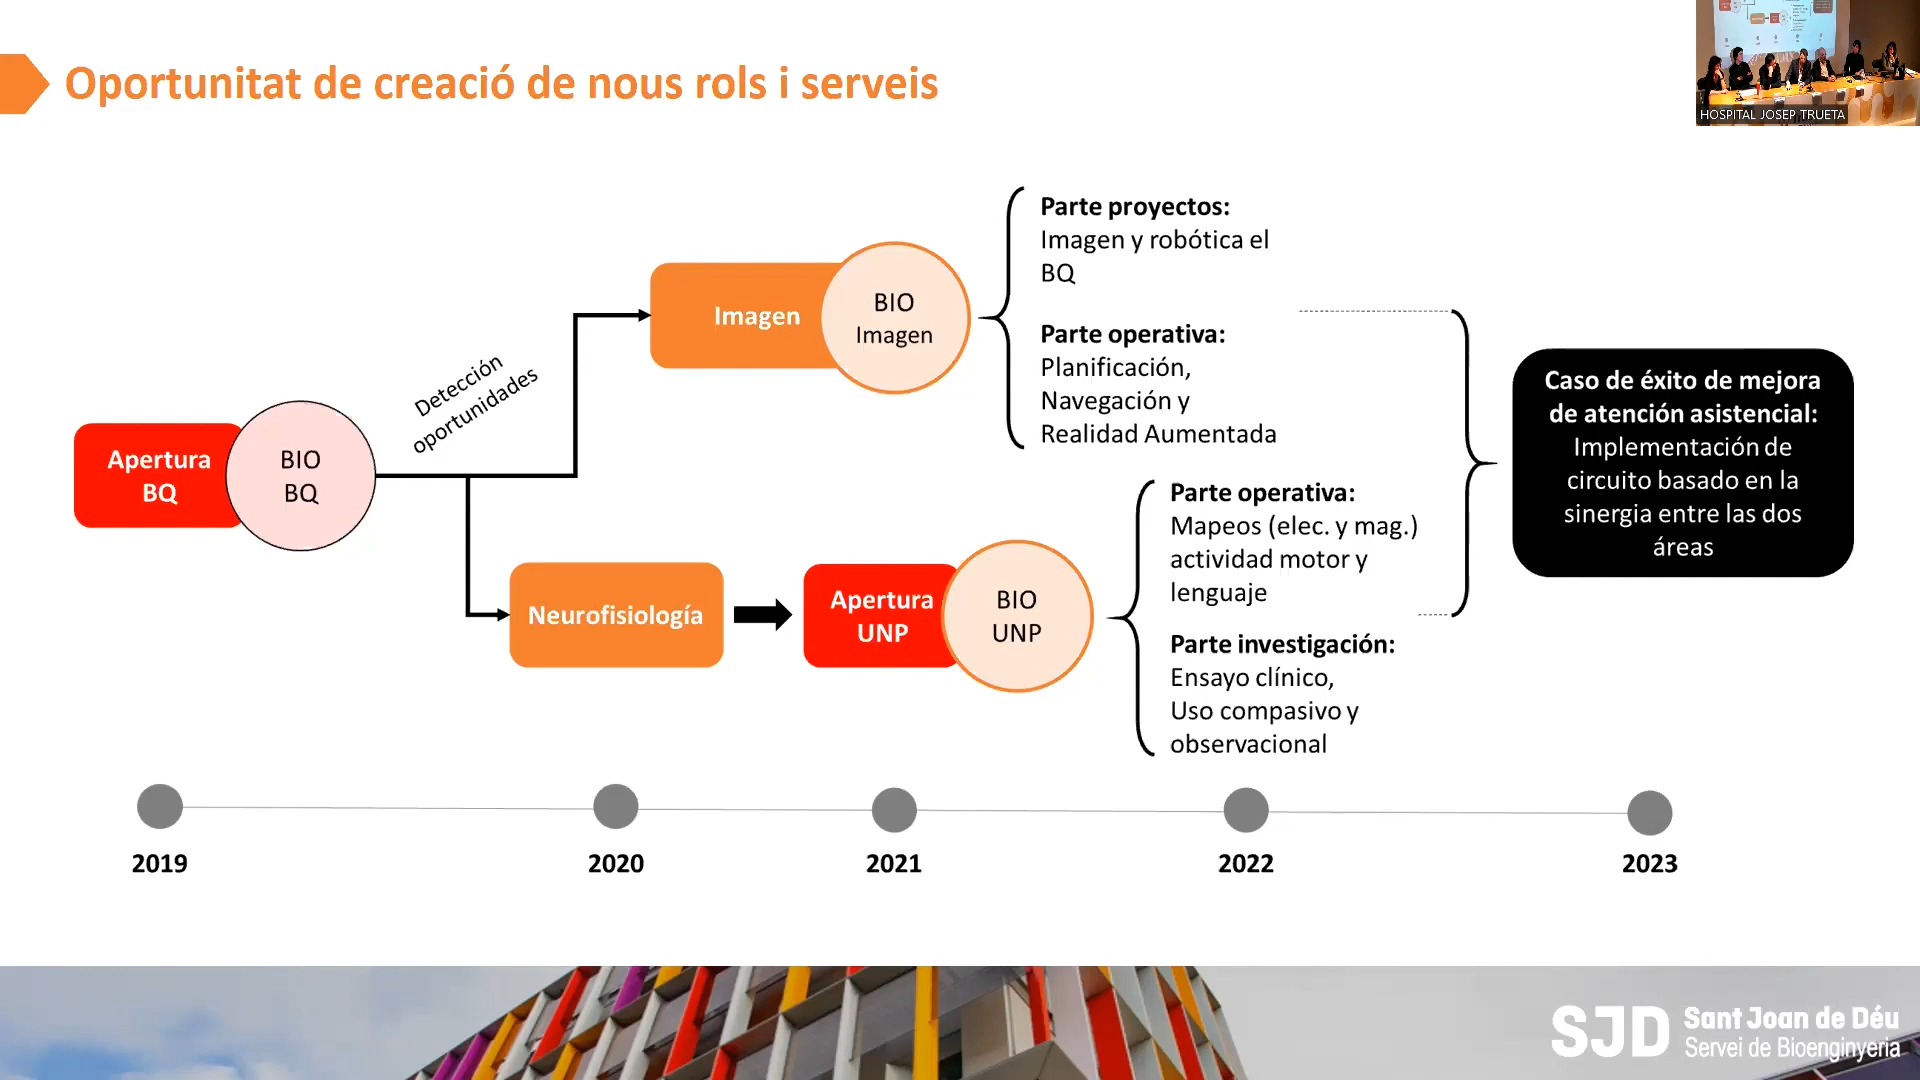 Oportunitat de creació de nous rols i serveis
HOSPITAL JOSEP TRUETA
Parte proyectos:
Imagen y robótica el
BQ
Imagen
BIO
Imagen
Parte operativa:
Planificación,
Navegación y
Realidad Aumentada
Detección
oportunidades
Apertura
BQ
BIO
BQ
Caso de éxito de mejora
de atención asistencial:
Implementación de
circuito basado en la
sinergia entre las dos
áreas
Neurofisiología
Apertura
UNP
BIO
UNP
Parte operativa:
Mapeos (elec. y mag.)
actividad motor y
lenguaje
Parte investigación:
Ensayo clínico,
Uso compasivo y
observacional
2019
2020
2021
2022
2023
SJD
Sant Joan de Déu
Servei de Bioenginyeria